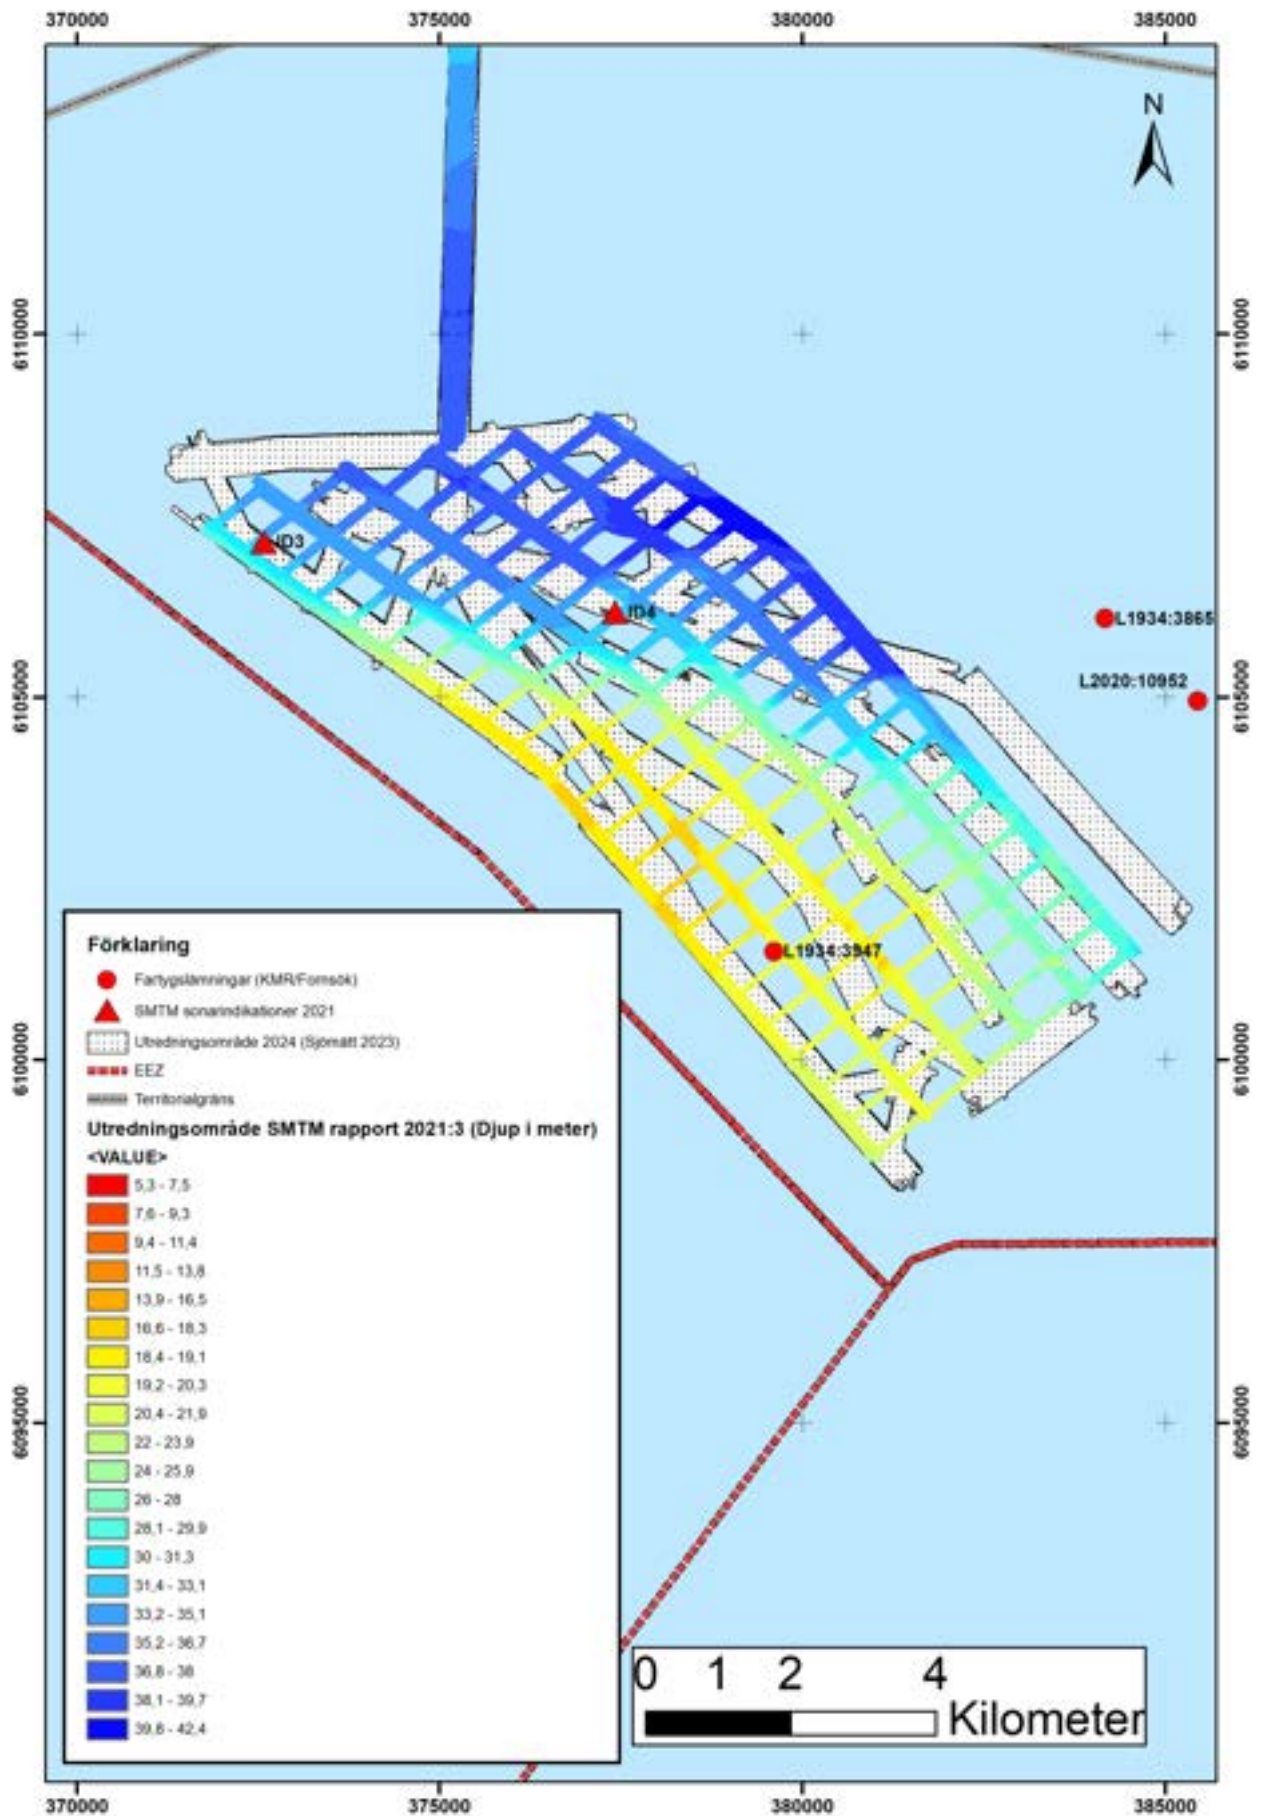 370000 375000 380000 385000
N
6110000 6110000
ID3
ID4
L1934:3865
L2020:10952
6105000 6105000
L1934:3947
Förklaring
Fartygslämningar (KMR/Fornsök)
SMTM sonarindikationer 2021
Utredningsområde 2024 (Sjömätt 2023)
EEZ
Territorialgräns
Utredningsområde SMTM rapport 2021:3 (Djup i meter)
<VALUE>
5,3 - 7,5
7,6 - 9,3
9,4 - 11,4
11,5 - 13,8
13,9 - 16,5
16,6 - 18,3
18,4 - 19,1
19,2 - 20,3
20,4 - 21,9
22 - 23,9
24 - 25,9
26 - 28
28,1 - 29,9
30 - 31,3
31,4 - 33,1
33,2 - 35,1
35,2 - 36,7
36,8 - 38
38,1 - 39,7
39,8 - 42,4
6100000 6100000
6095000 6095000
0 1 2 4
Kilometer
370000 375000 380000 385000